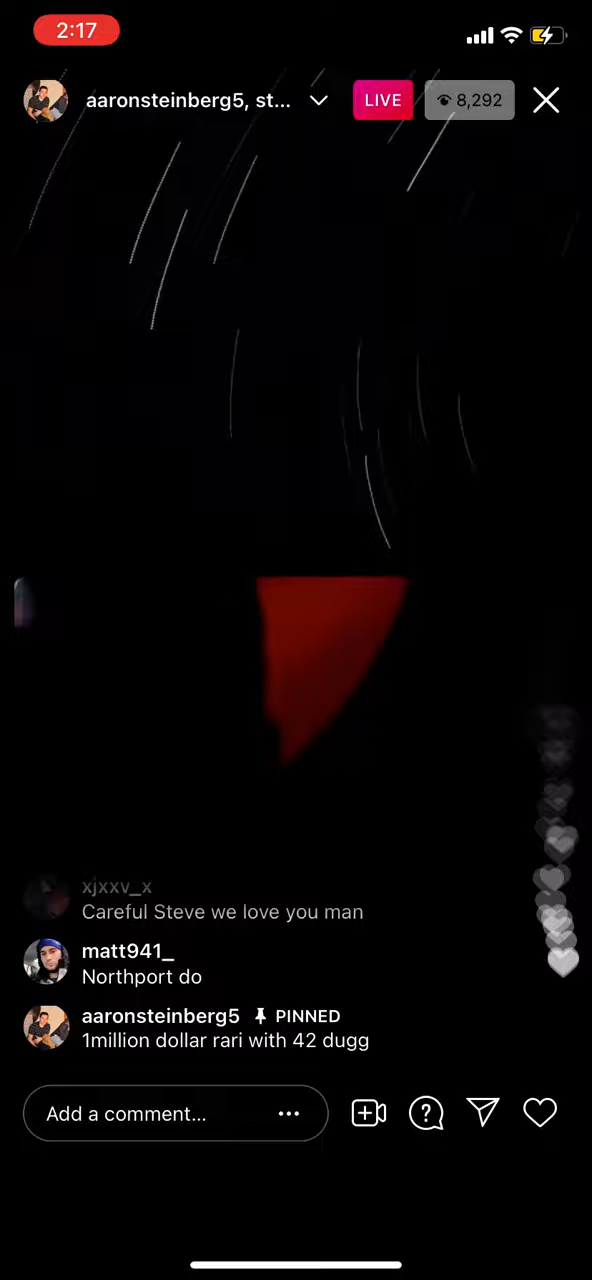 2:17
aaronsteinberg5, st...
LIVE
8,292
xjxxv_x
Careful Steve we love you man
matt941_
Northport do
aaronsteinberg5 PINNED
1million dollar rari with 42 dugg
Add a comment...